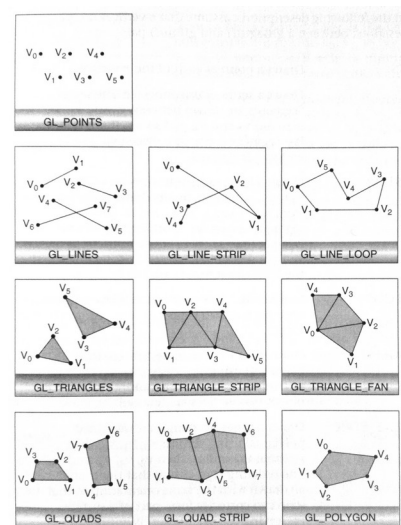 V0 V2 V4
V1 V3 V5
GL_POINTS
V1
V0 V2 V3
V4 V7
V6 V5
GL_LINES
V0
V2
V3
V4 V1
GL_LINE_STRIP
V5 V3
V0 V4
V1 V2
GL_LINE_LOOP
V5
V2 V4
V0 V3
V1
GL_TRIANGLES
V0 V2 V4
V1 V3 V5
GL_TRIANGLE_STRIP
V4 V3
V0 V2
V1
GL_TRIANGLE_FAN
V6
V3 V2 V7
V0 V1 V4 V5
GL_QUADS
V0 V2 V4 V6
V1 V3 V5 V7
GL_QUAD_STRIP
V0 V4
V1 V3
V2
GL_POLYGON